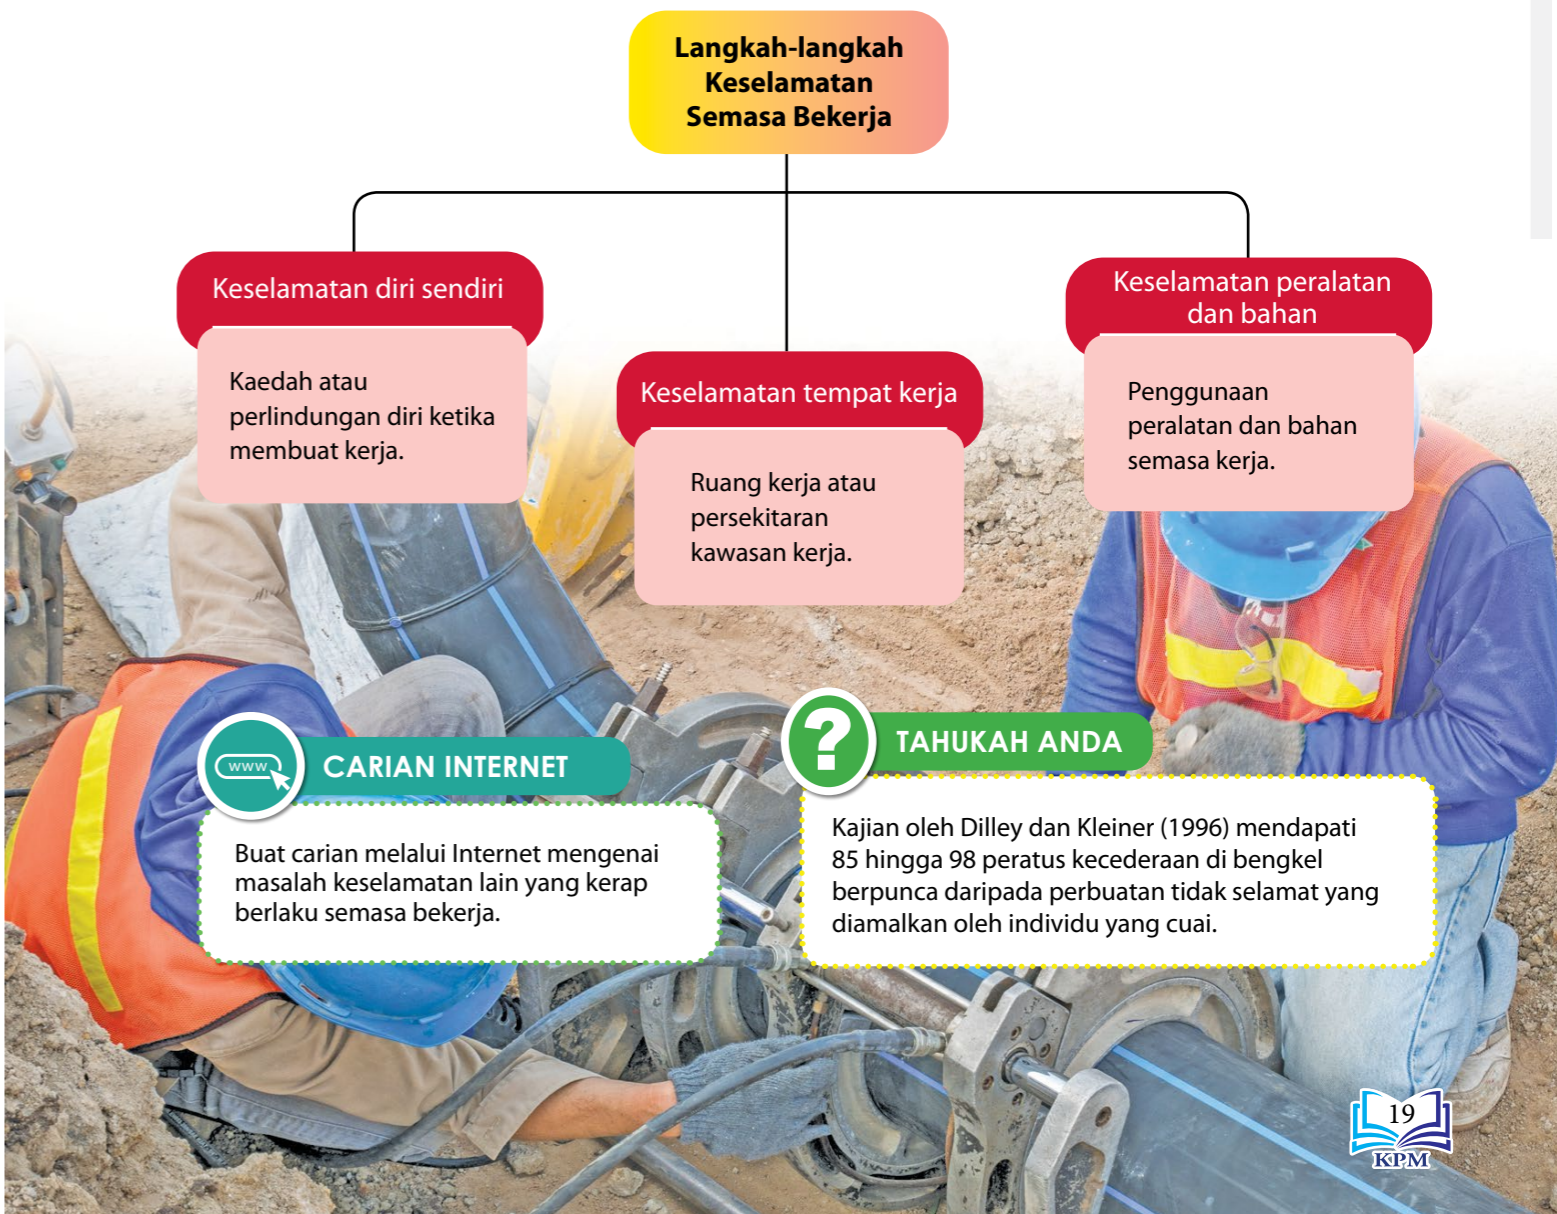 Langkah-langkah
Keselamatan
Semasa Bekerja
Keselamatan diri sendiri
Kaedah atau
perlindungan diri ketika
membuat kerja.
Keselamatan tempat kerja
Ruang kerja atau
persekitaran
kawasan kerja.
Keselamatan peralatan
dan bahan
Penggunaan
peralatan dan bahan
semasa kerja.
www
CARIAN INTERNET
Buat carian melalui Internet mengenai
masalah keselamatan lain yang kerap
berlaku semasa bekerja.
?
TAHUKAH ANDA
Kajian oleh Dilley dan Kleiner (1996) mendapati
85 hingga 98 peratus kecederaan di bengkel
berpunca daripada perbuatan tidak selamat yang
diamalkan oleh individu yang cuai.
19
KPM